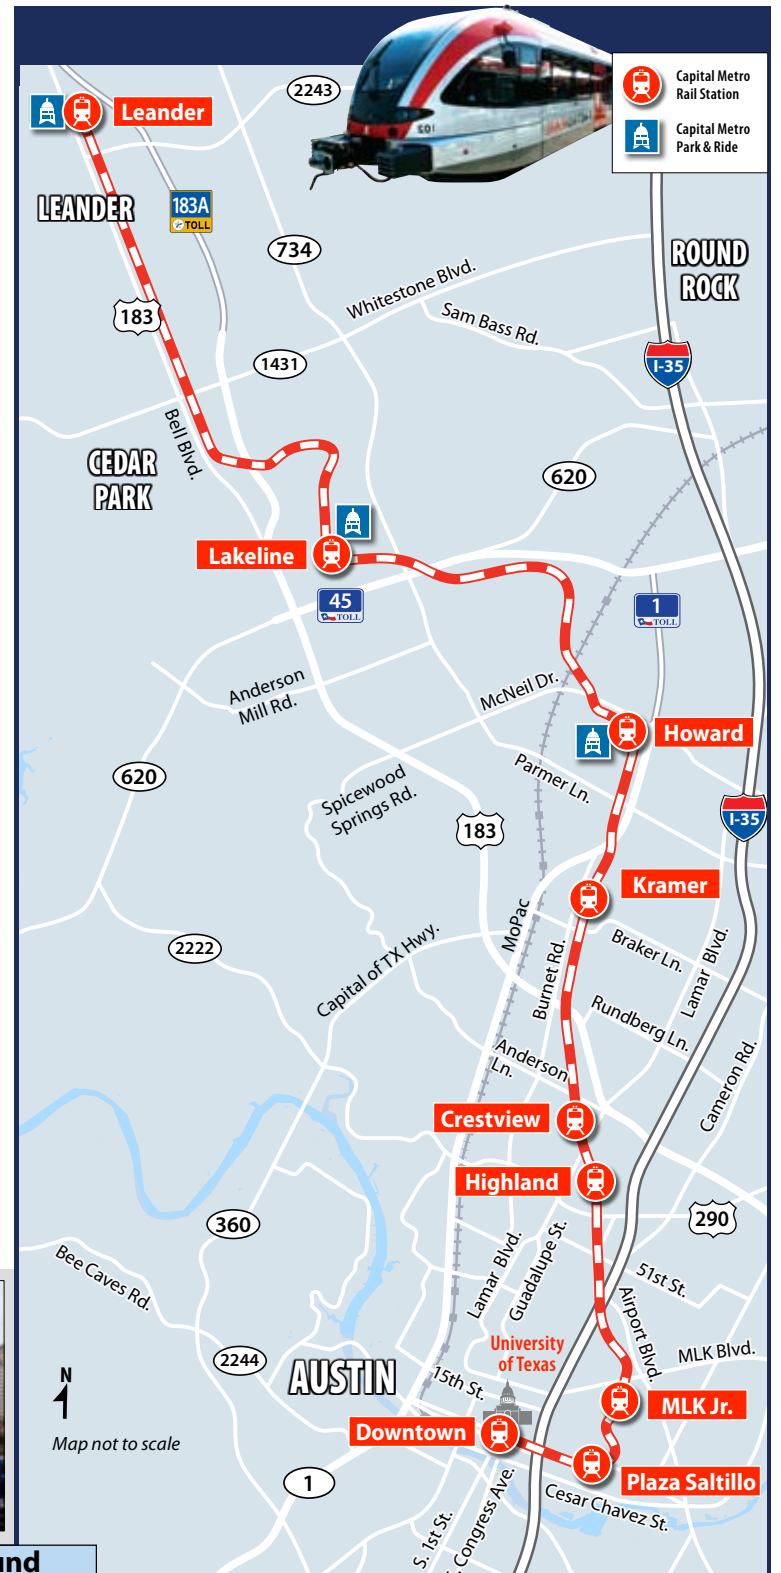 Capital Metro
Rail Station
Capital Metro
Park & Ride
2243
Leander
LEANDER
183A
TOLL
734
ROUND
ROCK
Whitestone Blvd.
Sam Bass Rd.
183
I-35
1431
Bell Blvd.
CEDAR
PARK
620
Lakeline
45
TOLL
1
TOLL
Anderson
Mill Rd.
McNeil Dr.
Howard
620
Spicewood
Springs Rd.
Parmer Ln.
183
I-35
Kramer
MoPac
2222
Capital of TX Hwy.
Burnet Rd.
Braker Ln.
Lamar Blvd.
Rundberg Ln.
Anderson
Ln.
Cameron Rd.
Crestview
Highland
360
290
Bee Caves Rd.
Lamar Blvd.
Guadalupe St.
51st St.
Airport Blvd.
University
of Texas
MLK Blvd.
2244
AUSTIN
15th St.
N
Map not to scale
MLK Jr.
Downtown
Plaza Saltillo
1
Cesar Chavez St.
S. 1st St.
Congress Ave.
und